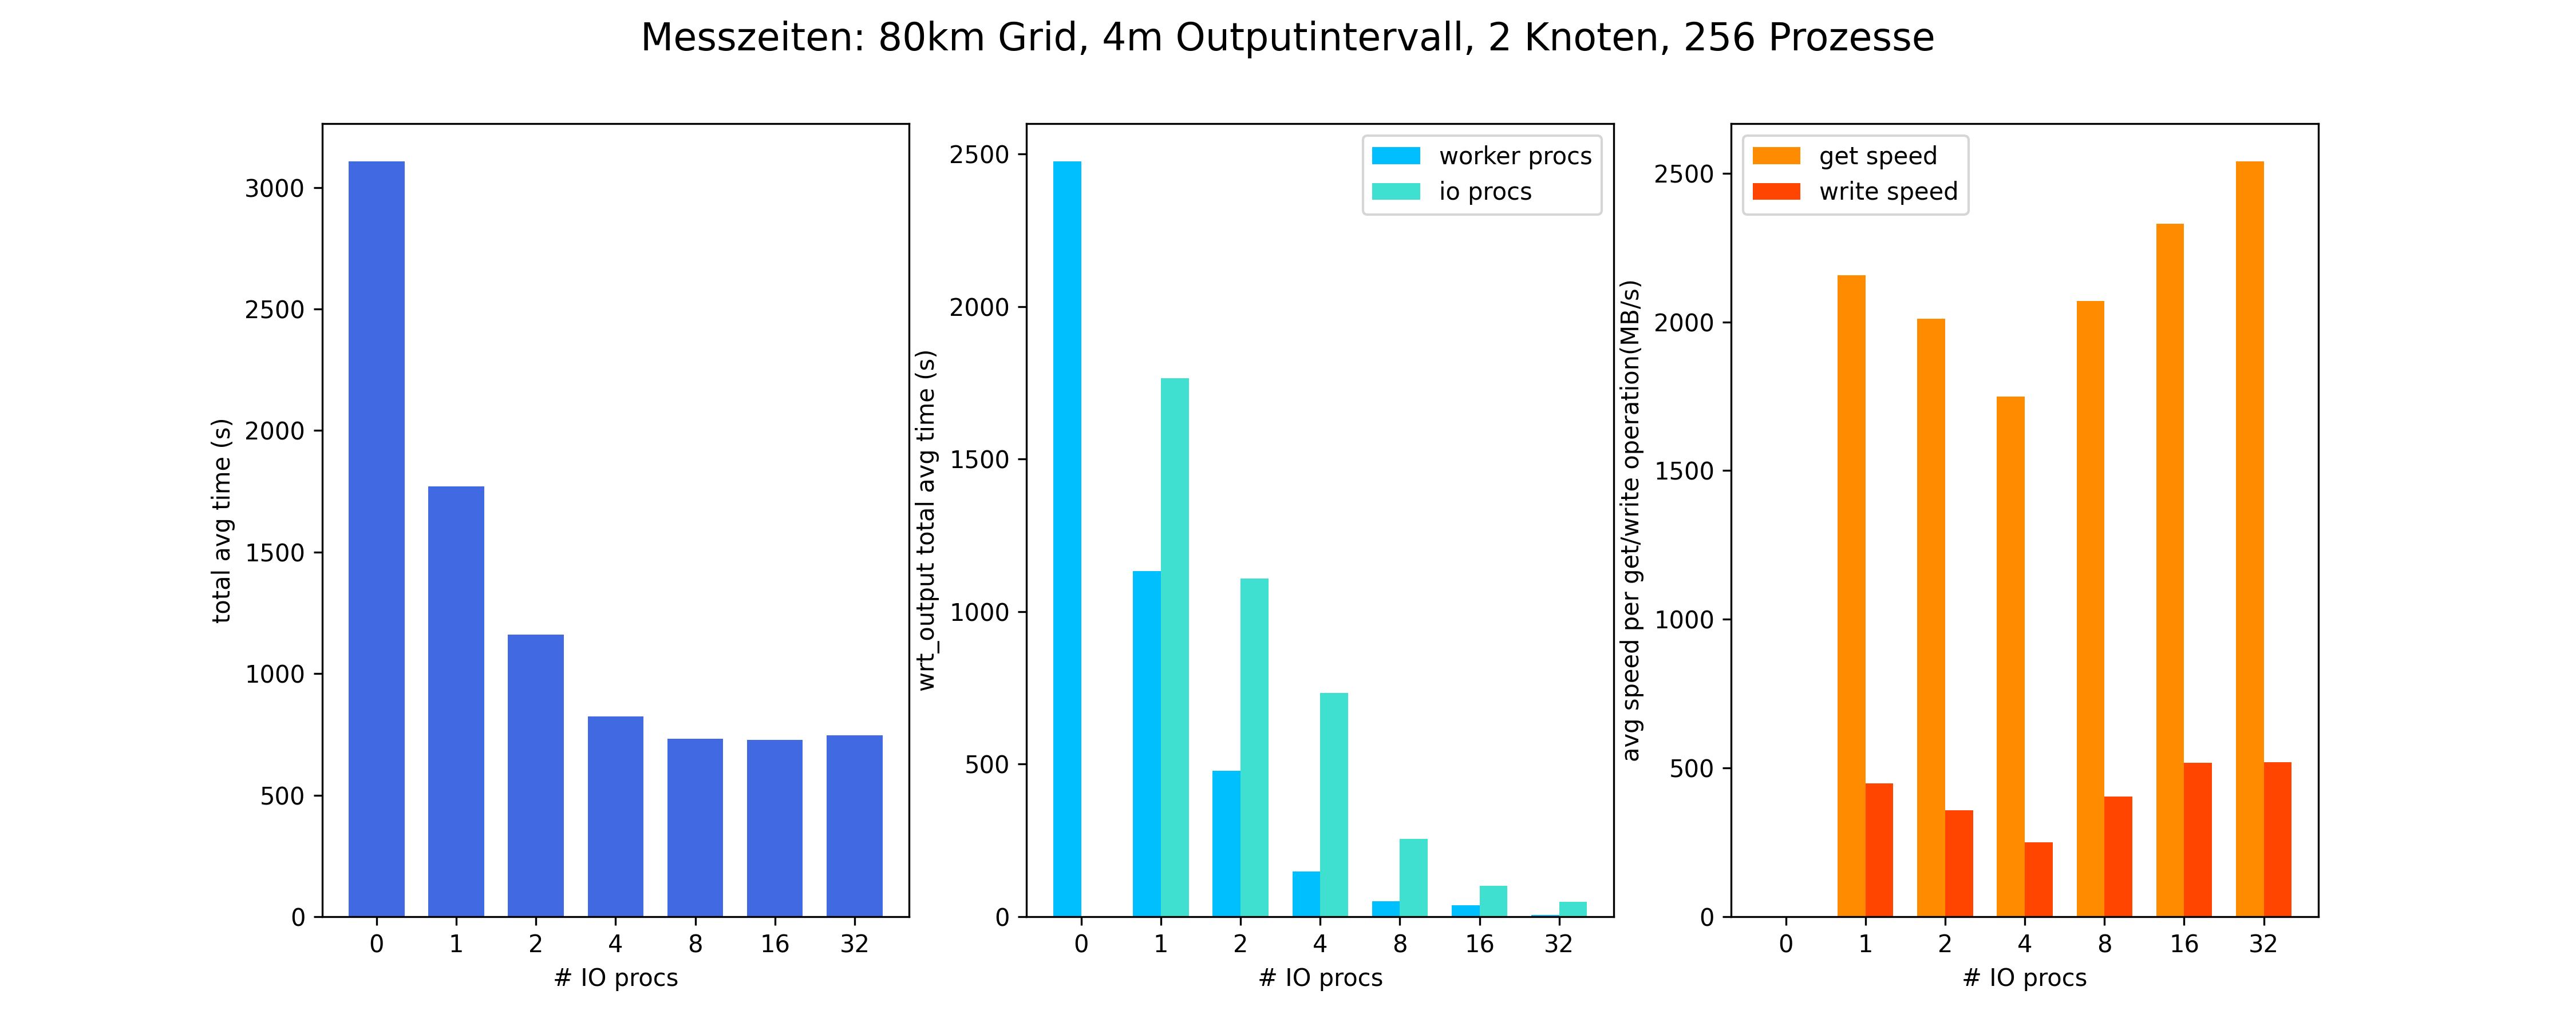 Messzeiten: 80km Grid, 4m Outputintervall, 2 Knoten, 256 Prozesse
total avg time (s)
3000
2500
2000
1500
1000
500
0
0 1 2 4 8 16 32
# IO procs
wrt_output total avg time (s)
2500
2000
1500
1000
500
0
worker procs
io procs
0 1 2 4 8 16 32
# IO procs
avg speed per get/write operation(MB/s)
2500
2000
1500
1000
500
0
get speed
write speed
0 1 2 4 8 16 32
# IO procs